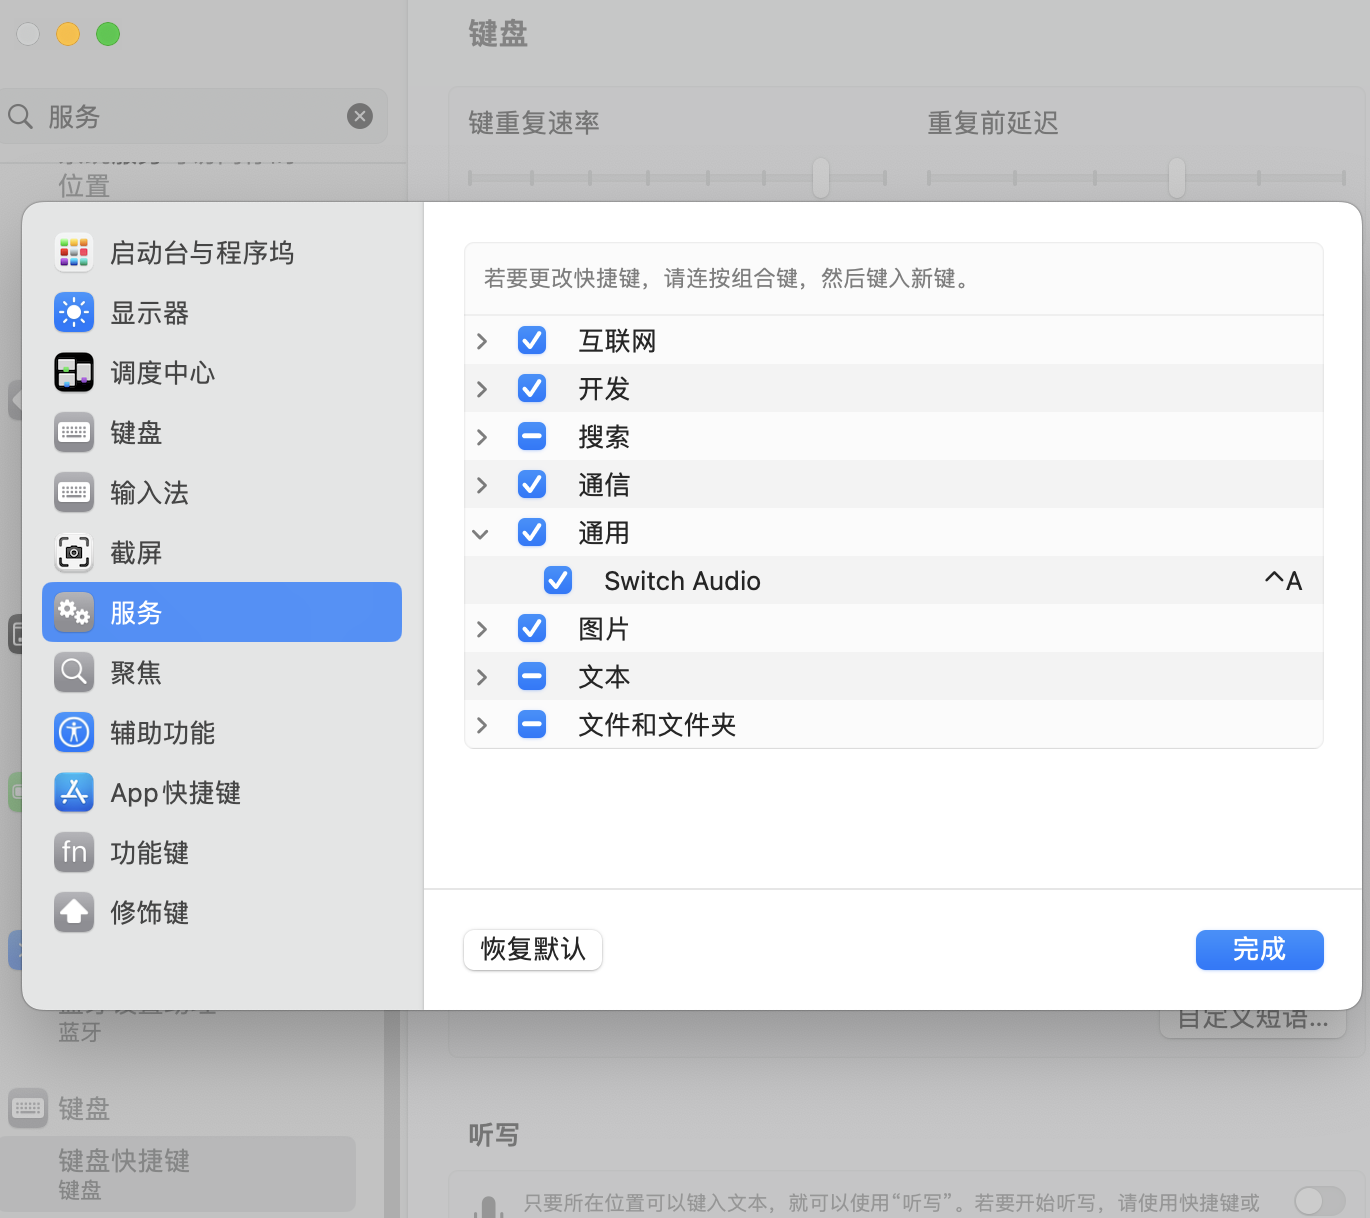 键盘
服务
键重复速率
重复前延迟
位置
启动台与程序坞
显示器
调度中心
键盘
输入法
截屏
服务
聚焦
辅助功能
App 快捷键
fn
功能键
修饰键
若要更改快捷键，请连按组合键，然后键入新键。
互联网
开发
搜索
通信
通用
Switch Audio
^A
图片
文本
文件和文件夹
恢复默认
完成
自定义短语...
蓝牙
键盘
键盘快捷键
键盘
听写
只要所在位置可以键入文本，就可以使用“听写”。若要开始听写，请使用快捷键或